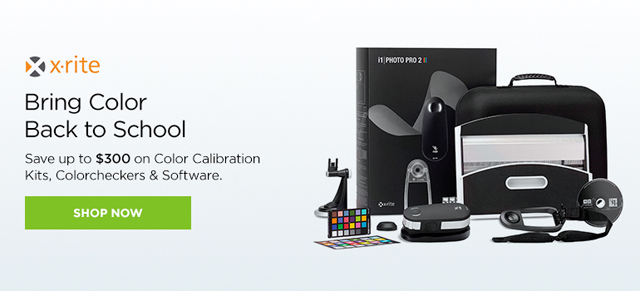 x·rite
Bring Color
Back to School
Save up to $300 on Color Calibration
Kits, Colorcheckers & Software.
SHOP NOW
i1|PHOTO PRO 2
x·rite